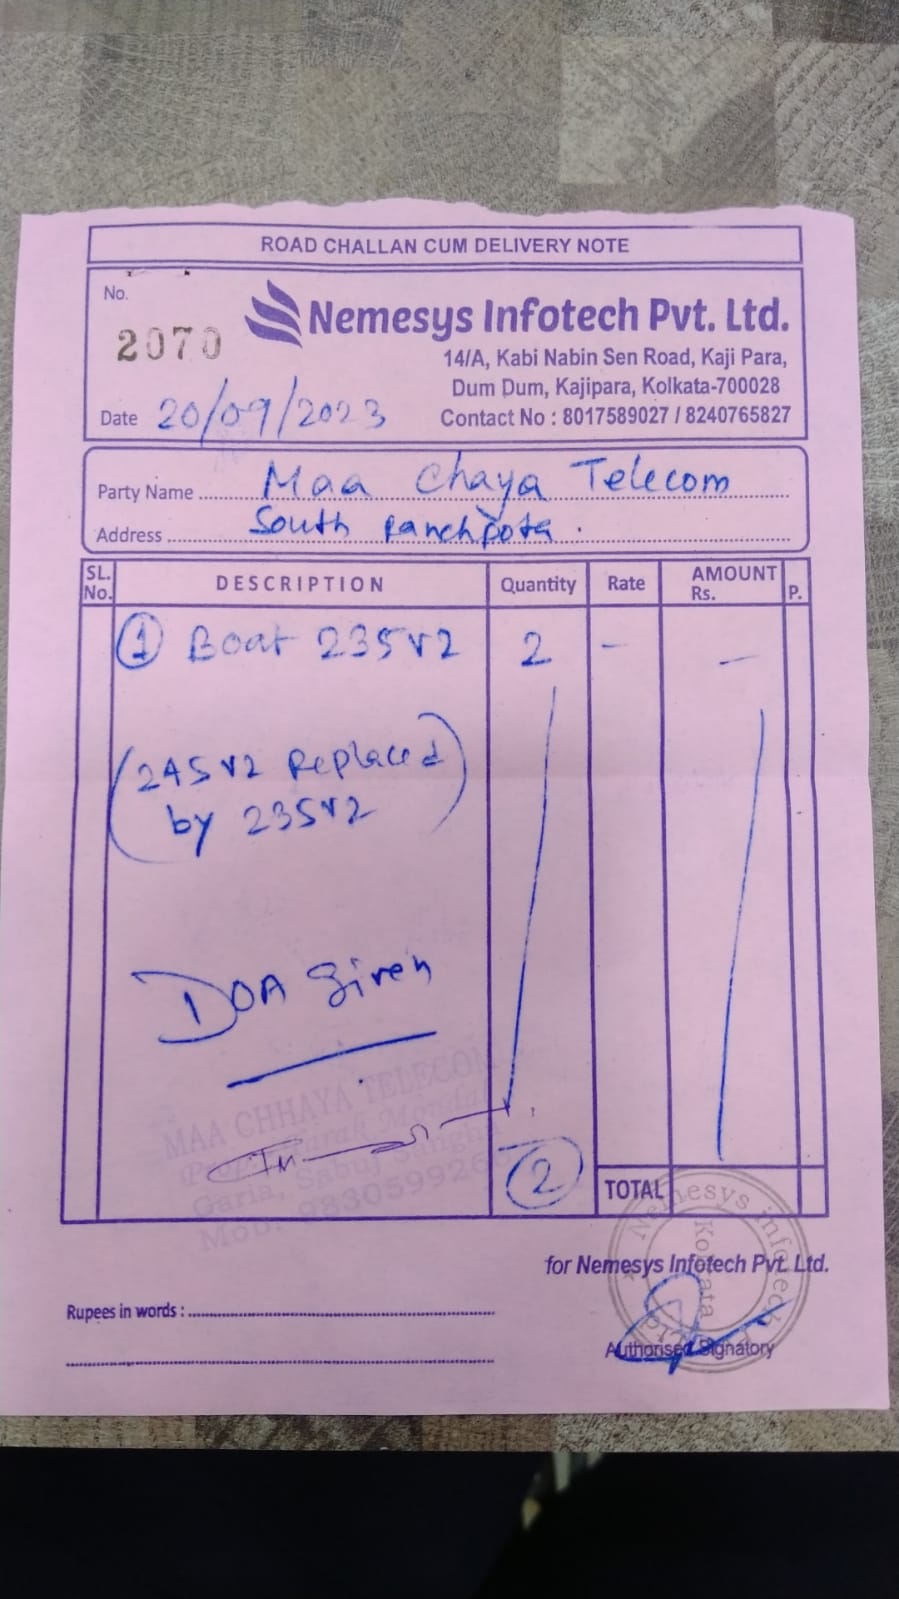 ROAD CHALLAN CUM DELIVERY NOTE
No.
2070
Nemesys Infotech Pvt. Ltd.
14/A, Kabi Nabin Sen Road, Kaji Para,
Dum Dum, Kajipara, Kolkata-700028
Date 20/09/2023
Contact No : 8017589027 / 8240765827
Party Name Maa Chaya Telecom
Address South Panchpota.
SL. No. DESCRIPTION Quantity Rate AMOUNT Rs. P.
① Boat 235V2 2 - -
(245V2 Replaced
by 235V2)
DOA Given
MAA CHHAYA TELECOM
Prop. Tarak Mondal
Garia, Sabuj Sangha
Mob: 98305992
2
TOTAL
Nemesys Infotech
Kolkata
for Nemesys Infotech Pvt. Ltd.
Rupees in words :
Authorised Signatory